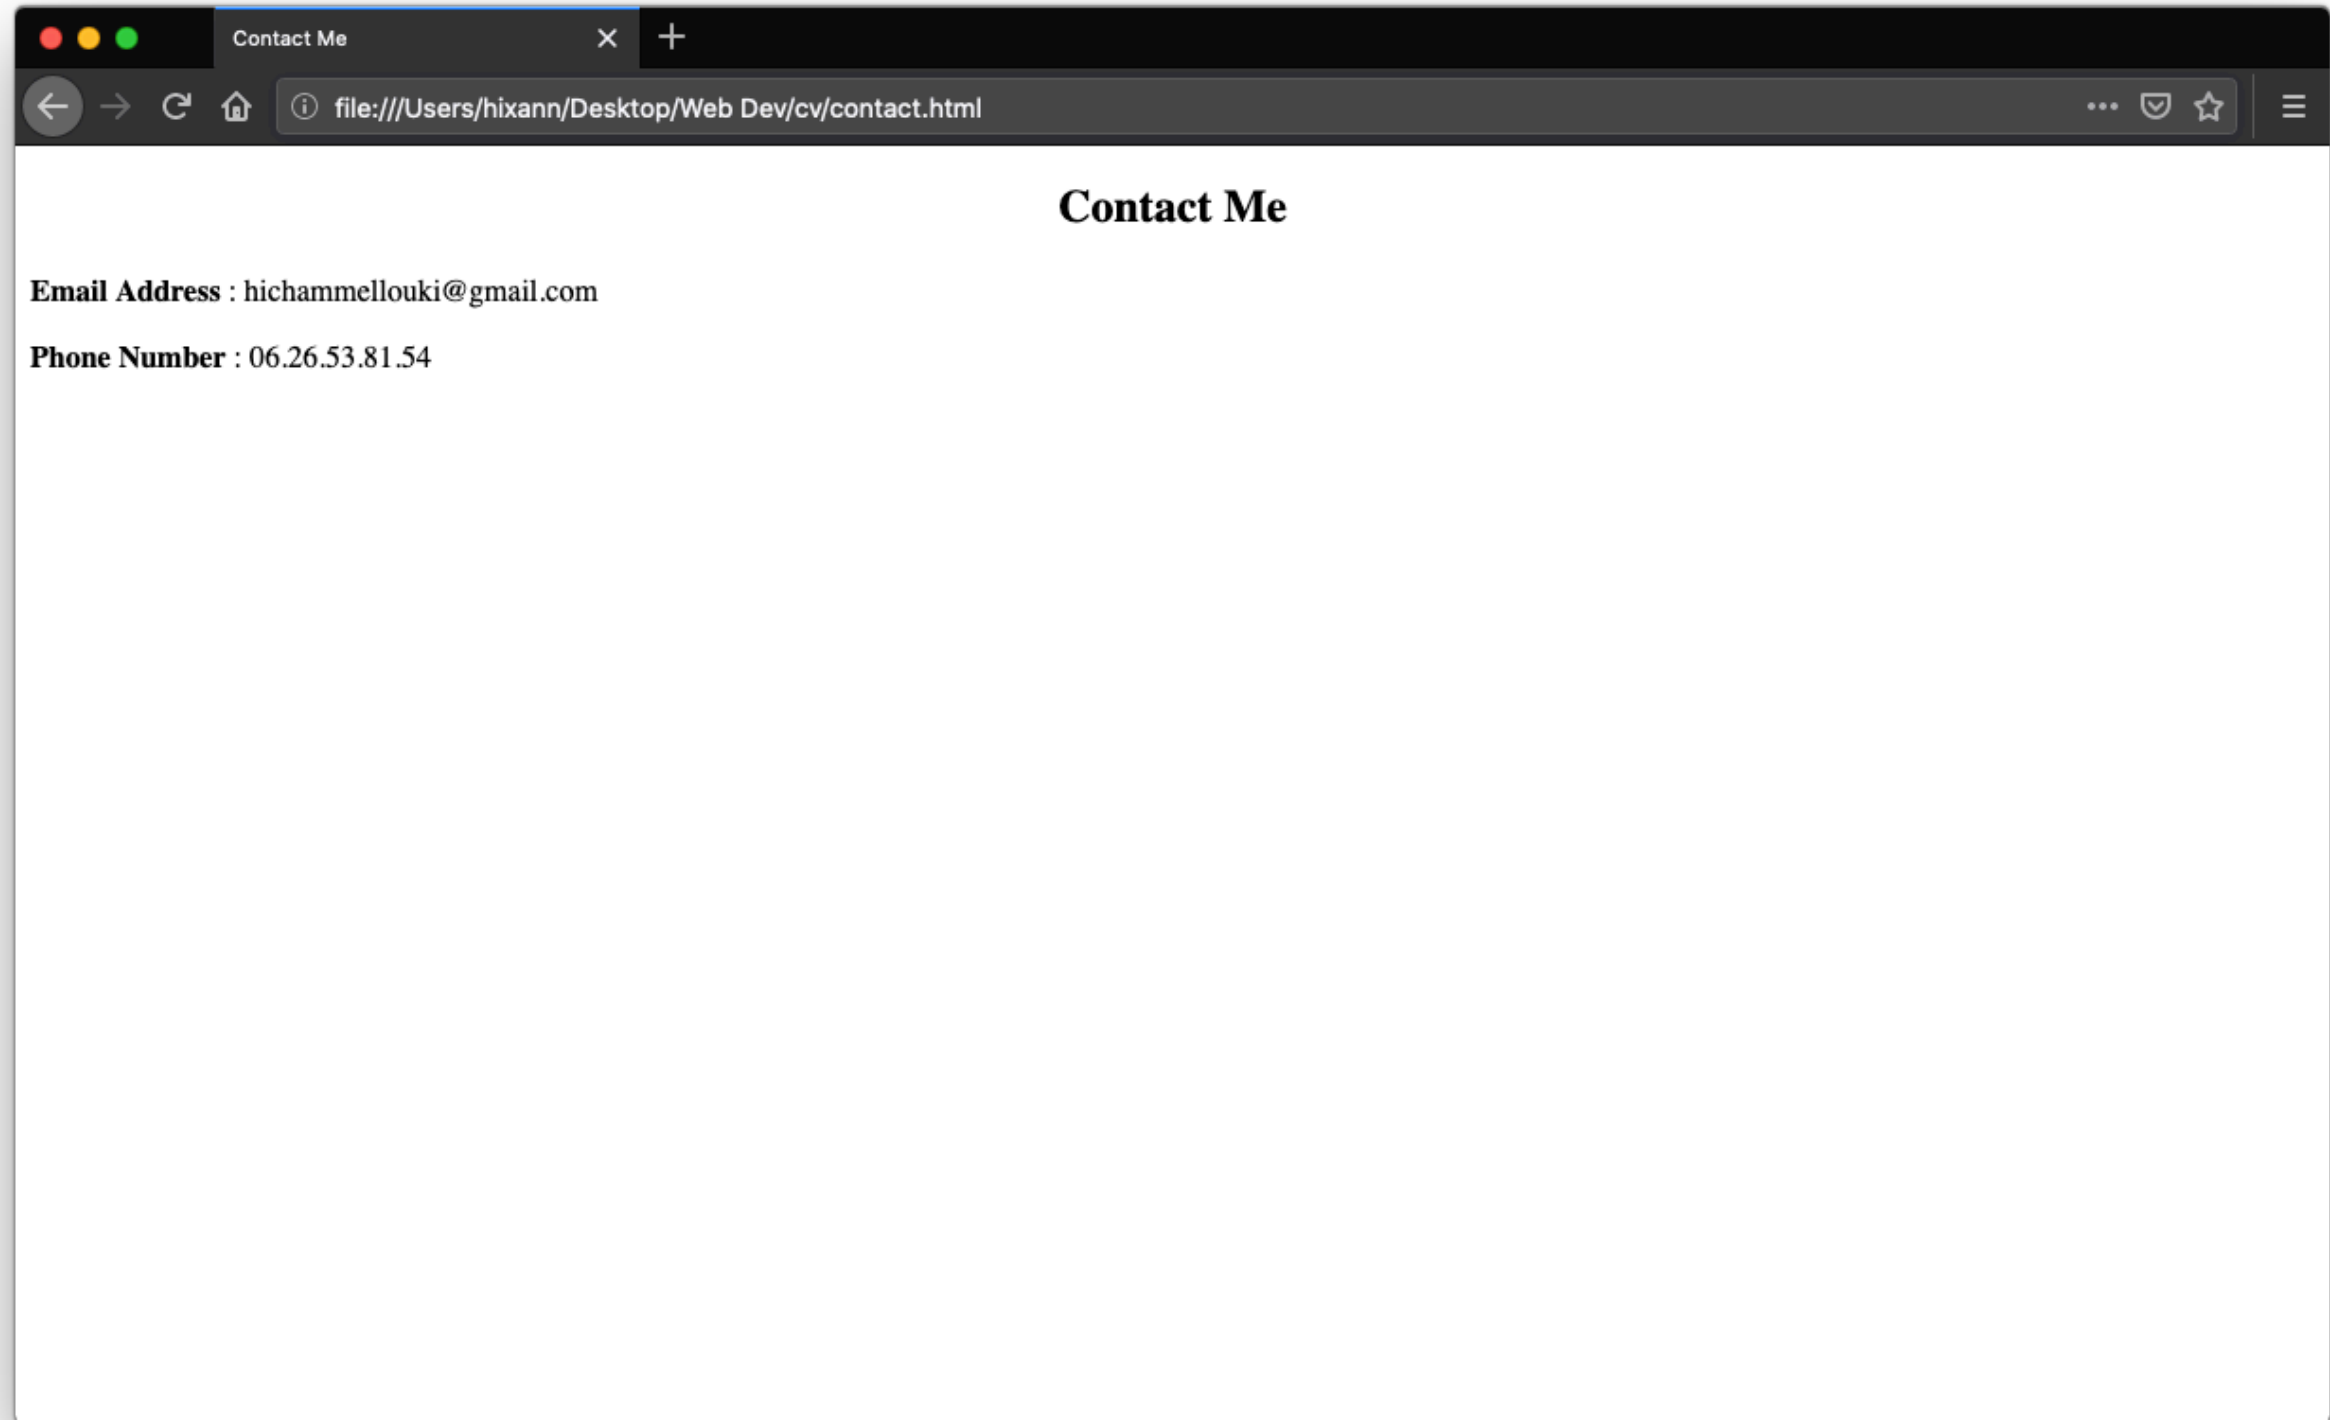 Contact Me
file:///Users/hixann/Desktop/Web Dev/cv/contact.html
Contact Me
Email Address : hichammellouki@gmail.com
Phone Number : 06.26.53.81.54